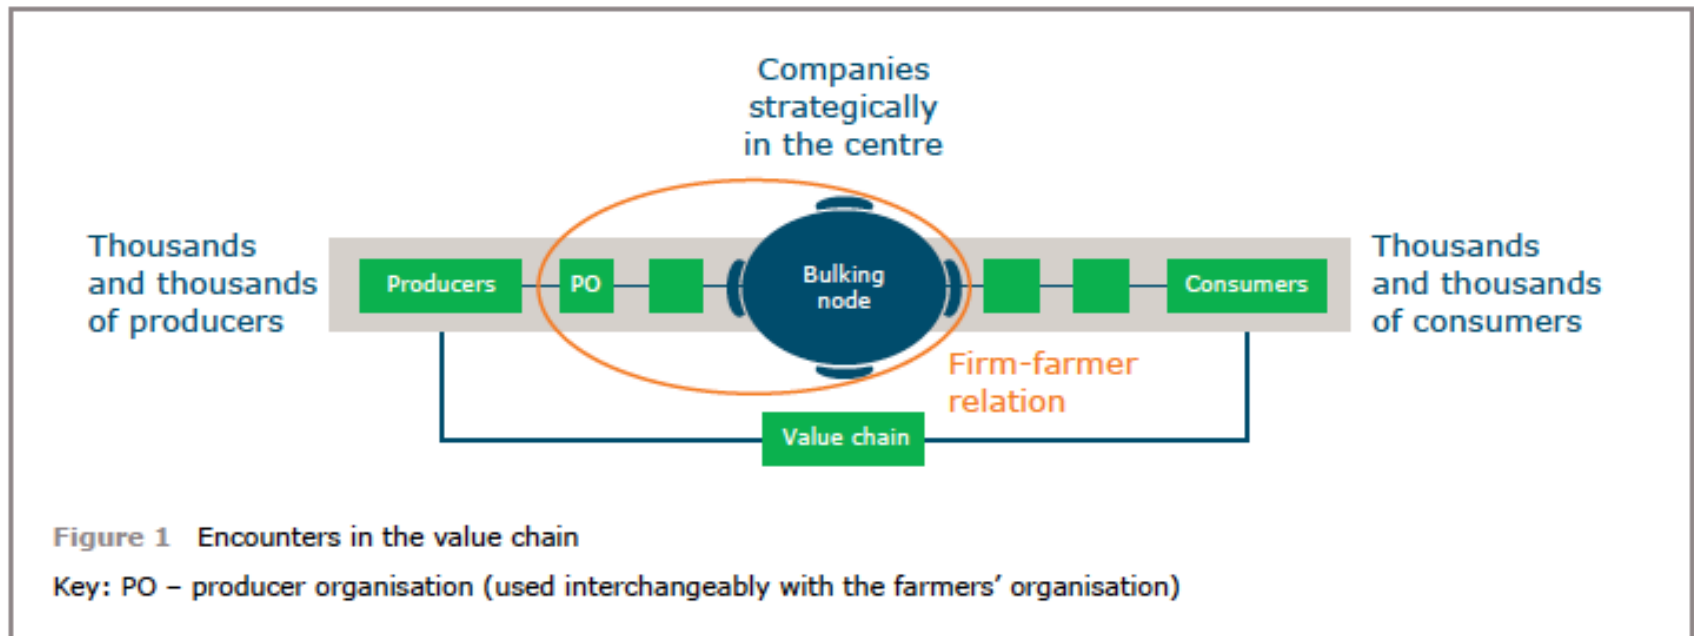 Companies
strategically
in the centre
Thousands
and thousands
of producers
Producers
PO
Bulking
node
Consumers
Thousands
and thousands
of consumers
Firm-farmer
relation
Value chain
Figure 1 Encounters in the value chain
Key: PO – producer organisation (used interchangeably with the farmers’ organisation)